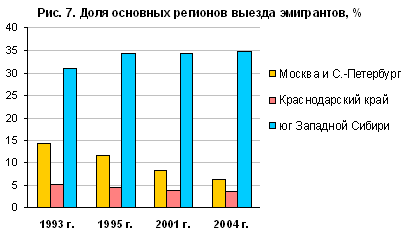 Рис. 7. Доля основных регионов выезда эмигрантов, %
40
35
30
25
20
15
10
5
0
1993 г. 1995 г. 2001 г. 2004 г.
Москва и С.-Петербург
Краснодарский край
юг Западной Сибири